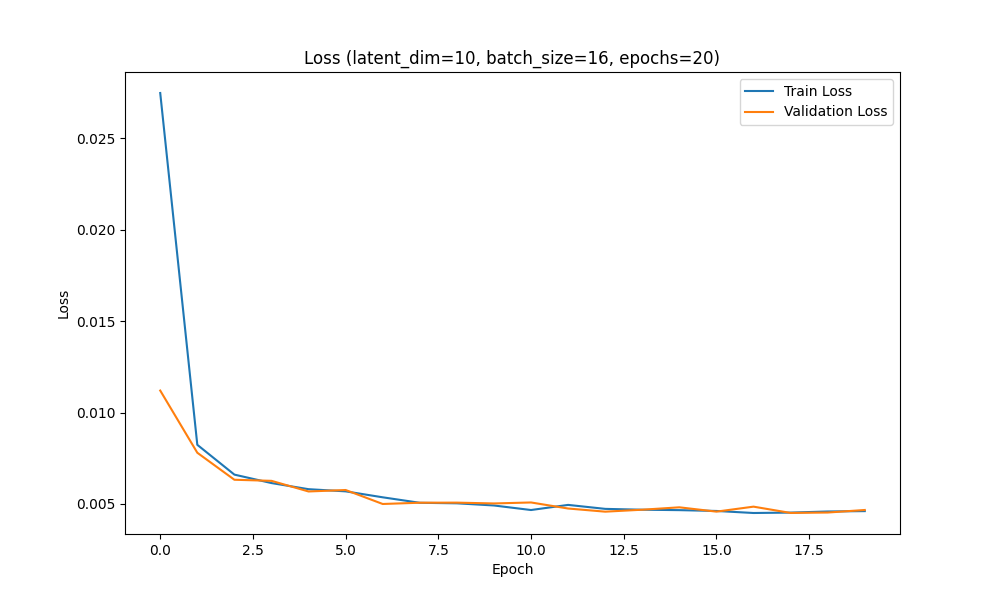 Loss (latent_dim=10, batch_size=16, epochs=20)
Train Loss
Validation Loss
0.025
0.020
0.015
0.010
0.005
Loss
0.0 2.5 5.0 7.5 10.0 12.5 15.0 17.5
Epoch